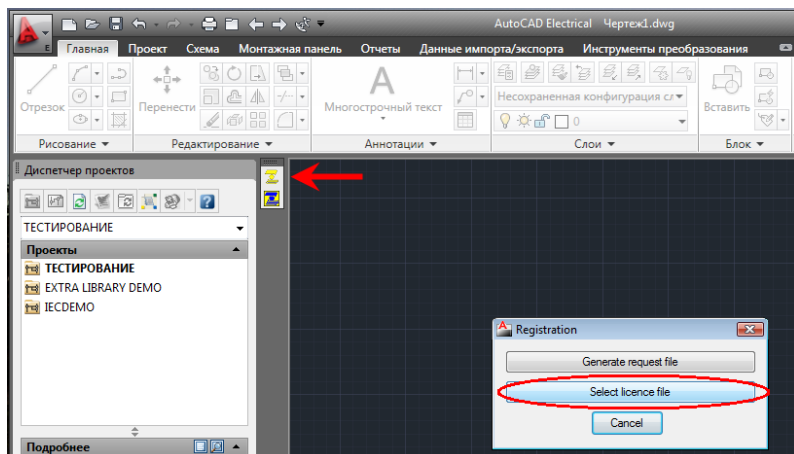 AutoCAD Electrical Чертеж1.dwg
E Главная Проект Схема Монтажная панель Отчеты Данные импорта/экспорта Инструменты преобразования
Отрезок
Перенести
A
Многострочный текст
Несохраненная конфигурация сл
0
Вставить
Рисование Редактирование Аннотации Слои Блок
Диспетчер проектов
ТЕСТИРОВАНИЕ
Проекты
ТЕСТИРОВАНИЕ
EXTRA LIBRARY DEMO
IECDEMO
Подробнее
Registration
Generate request file
Select licence file
Cancel